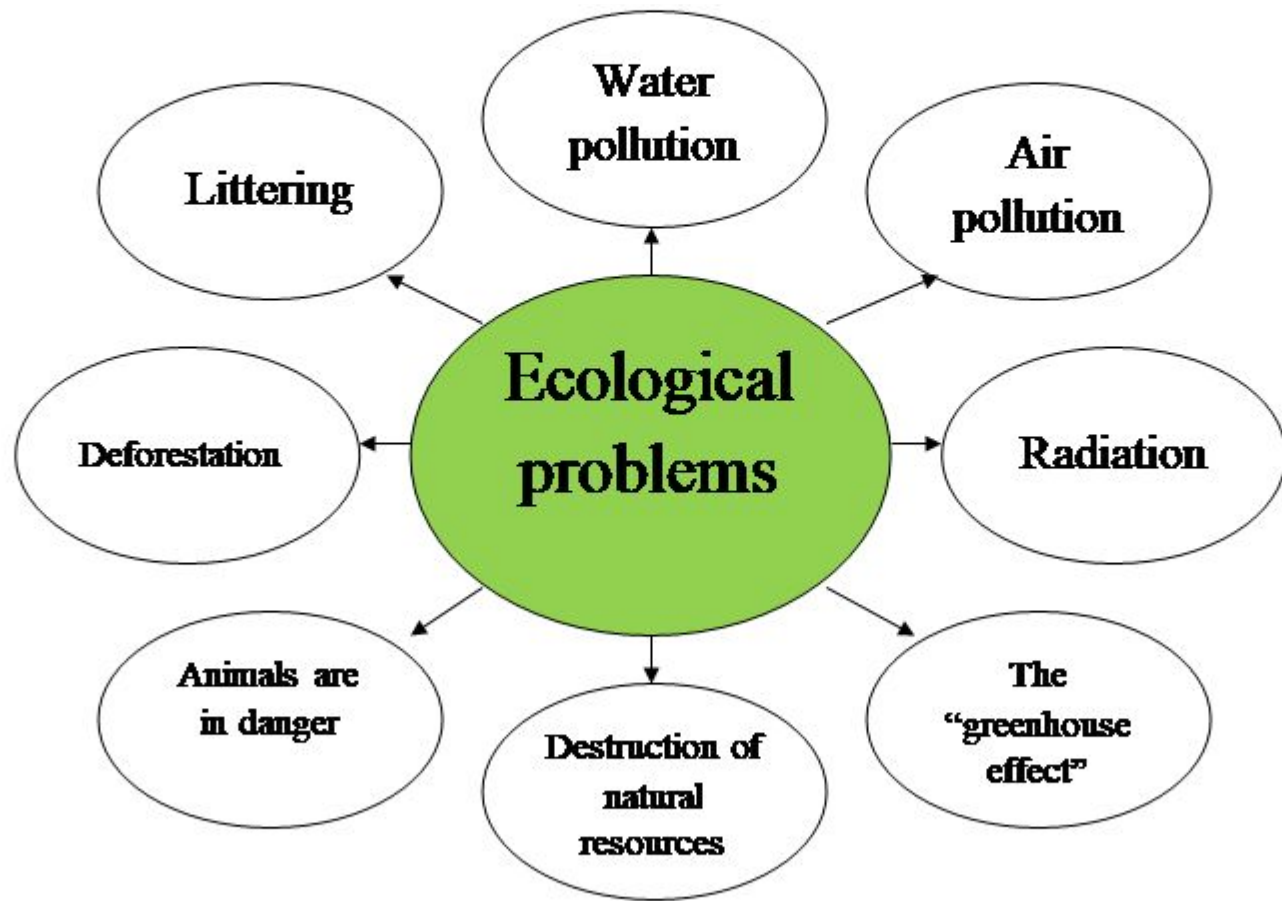 Water
pollution
Air
pollution
Littering
Ecological
problems
Deforestation
Radiation
Animals are
in danger
The
“greenhouse
effect”
Destruction of
natural
resources